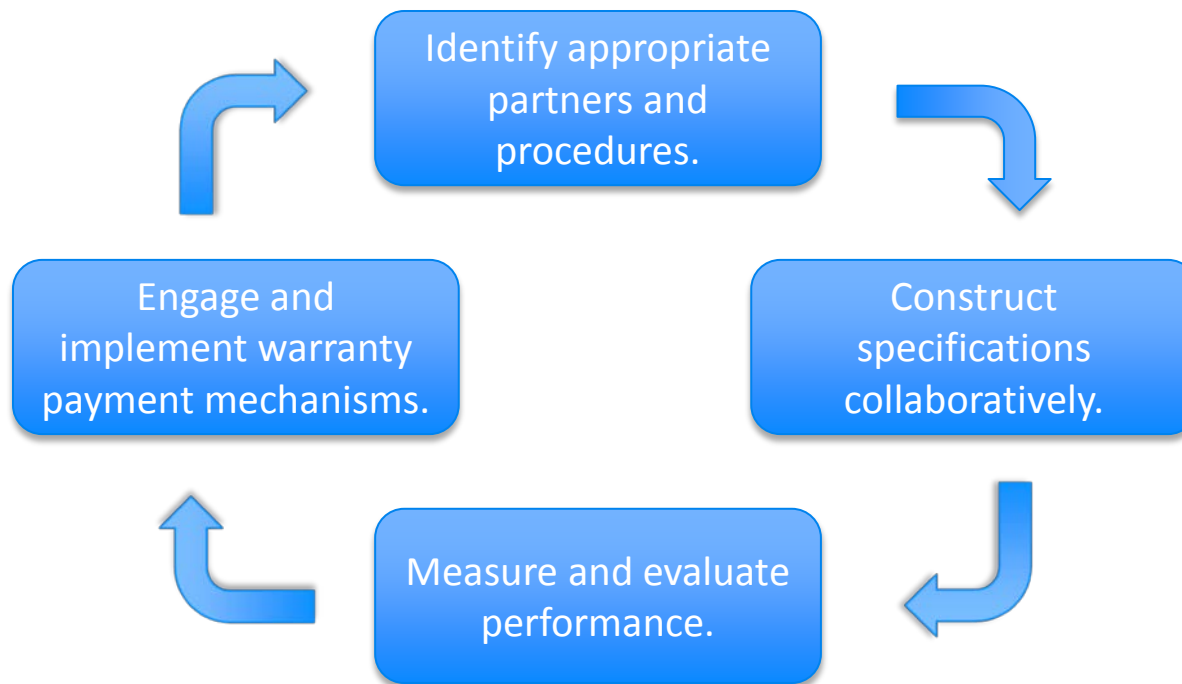 Identify appropriate
partners and
procedures.
Engage and
implement warranty
payment mechanisms.
Construct
specifications
collaboratively.
Measure and evaluate
performance.